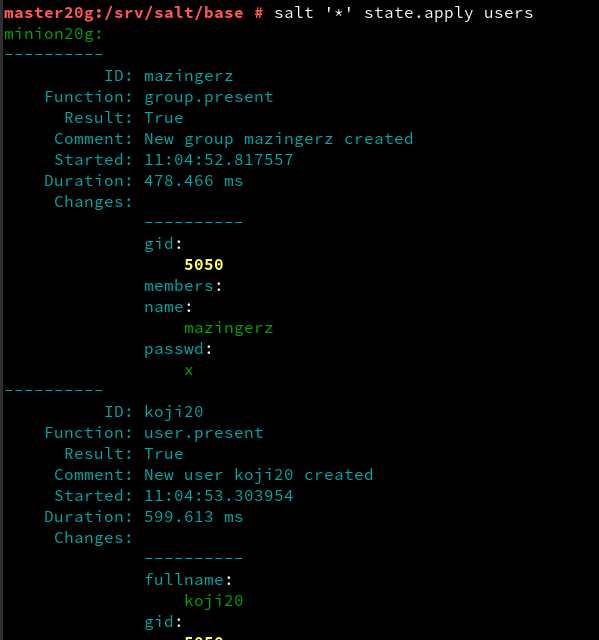 master20g:/srv/salt/base # salt '*' state.apply users
minion20g:
----------
          ID: mazingerz
    Function: group.present
      Result: True
     Comment: New group mazingerz created
     Started: 11:04:52.817557
    Duration: 478.466 ms
     Changes:
              ----------
              gid:
                  5050
              members:
              name:
                  mazingerz
              passwd:
                  x
----------
          ID: koji20
    Function: user.present
      Result: True
     Comment: New user koji20 created
     Started: 11:04:53.303954
    Duration: 599.613 ms
     Changes:
              ----------
              fullname:
                  koji20
              gid: